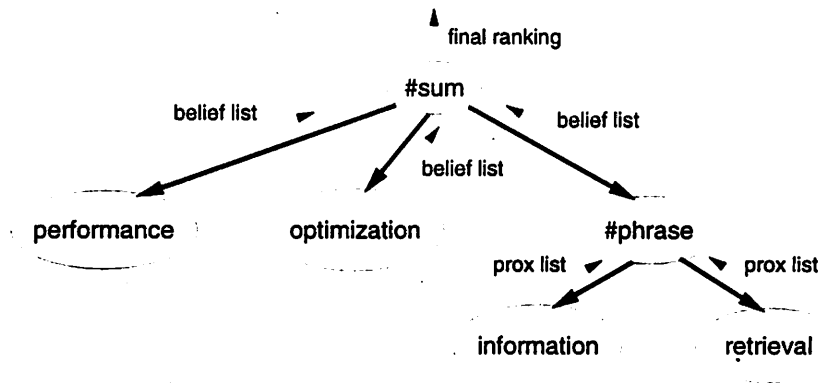 final ranking
#sum
belief list
belief list
belief list
performance
optimization
#phrase
prox list
prox list
information
retrieval